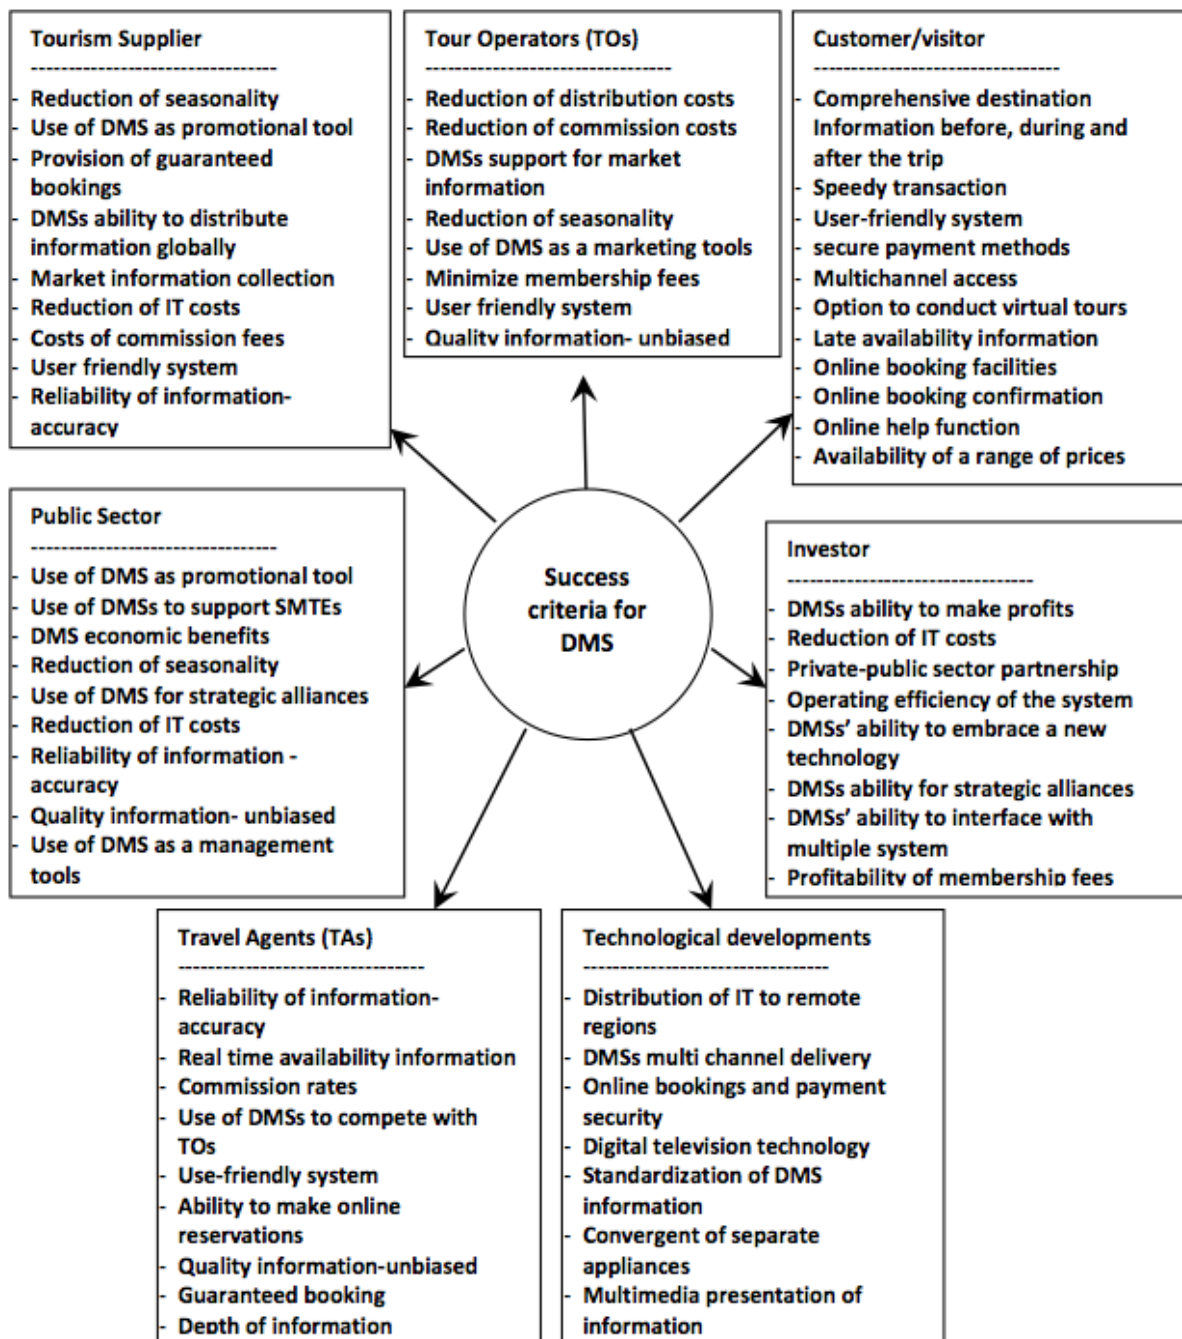 Tourism Supplier
---------------------------------
- Reduction of seasonality
- Use of DMS as promotional tool
- Provision of guaranteed
bookings
- DMSs ability to distribute
information globally
- Market information collection
- Reduction of IT costs
- Costs of commission fees
- User friendly system
- Reliability of information-
accuracy
Tour Operators (TOs)
---------------------------------
- Reduction of distribution costs
- Reduction of commission costs
- DMSs support for market
information
- Reduction of seasonality
- Use of DMS as a marketing tools
- Minimize membership fees
- User friendly system
- Quality information- unbiased
Customer/visitor
---------------------------------
- Comprehensive destination
Information before, during and
after the trip
- Speedy transaction
- User-friendly system
- secure payment methods
- Multichannel access
- Option to conduct virtual tours
- Late availability information
- Online booking facilities
- Online booking confirmation
- Online help function
- Availability of a range of prices
Public Sector
---------------------------------
- Use of DMS as promotional tool
- Use of DMSs to support SMTEs
- DMS economic benefits
- Reduction of seasonality
- Use of DMS for strategic alliances
- Reduction of IT costs
- Reliability of information -
accuracy
- Quality information- unbiased
- Use of DMS as a management
tools
Success
criteria for
DMS
Investor
---------------------------------
- DMSs ability to make profits
- Reduction of IT costs
- Private-public sector partnership
- Operating efficiency of the system
- DMSs' ability to embrace a new
technology
- DMSs ability for strategic alliances
- DMSs' ability to interface with
multiple system
- Profitability of membership fees
Travel Agents (TAs)
---------------------------------
- Reliability of information-
accuracy
- Real time availability information
- Commission rates
- Use of DMSs to compete with
TOs
- Use-friendly system
- Ability to make online
reservations
- Quality information-unbiased
- Guaranteed booking
- Depth of information
Technological developments
---------------------------------
- Distribution of IT to remote
regions
- DMSs multi channel delivery
- Online bookings and payment
security
- Digital television technology
- Standardization of DMS
information
- Convergent of separate
appliances
- Multimedia presentation of
information